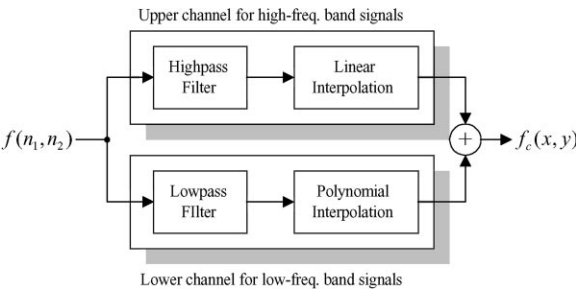 Upper channel for high-freq. band signals
Highpass
Filter
Linear
Interpolation
f(n₁,n₂)
+
f_c(x, y)
Lowpass
FIlter
Polynomial
Interpolation
Lower channel for low-freq. band signals